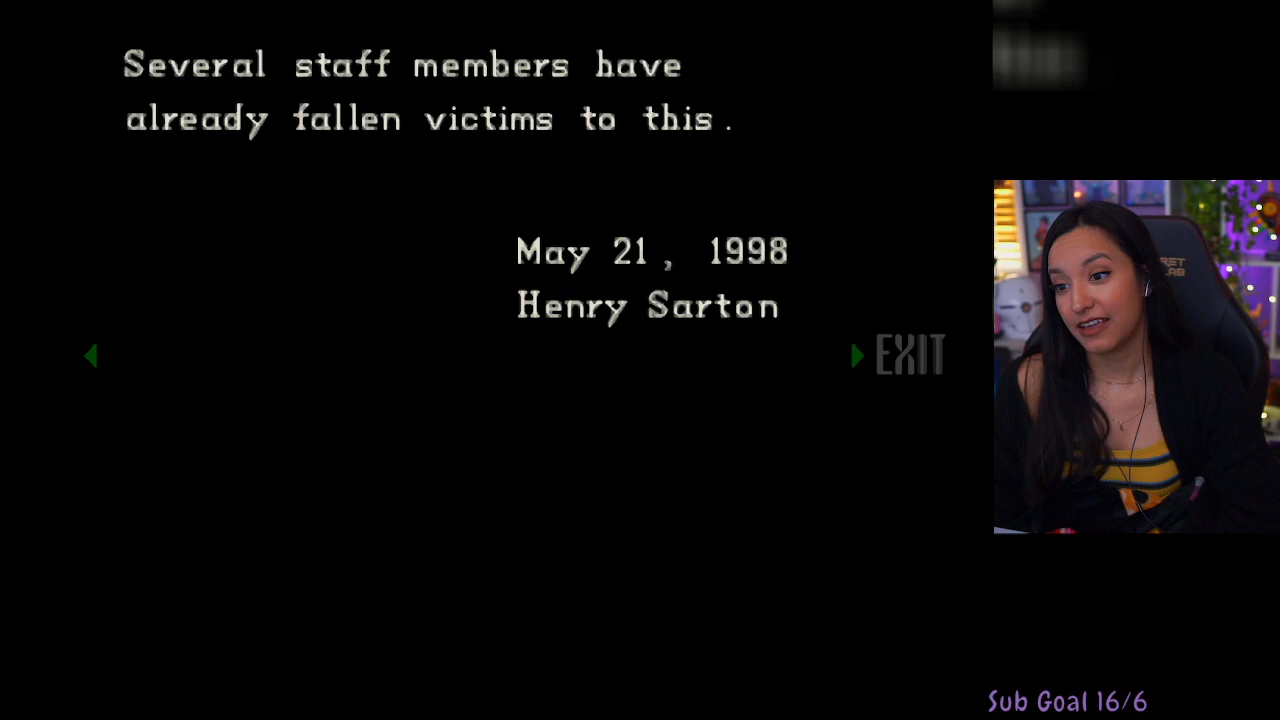 Several staff members have
already fallen victims to this.
May 21, 1998
Henry Sarton
EXIT
Sub Goal 16/6